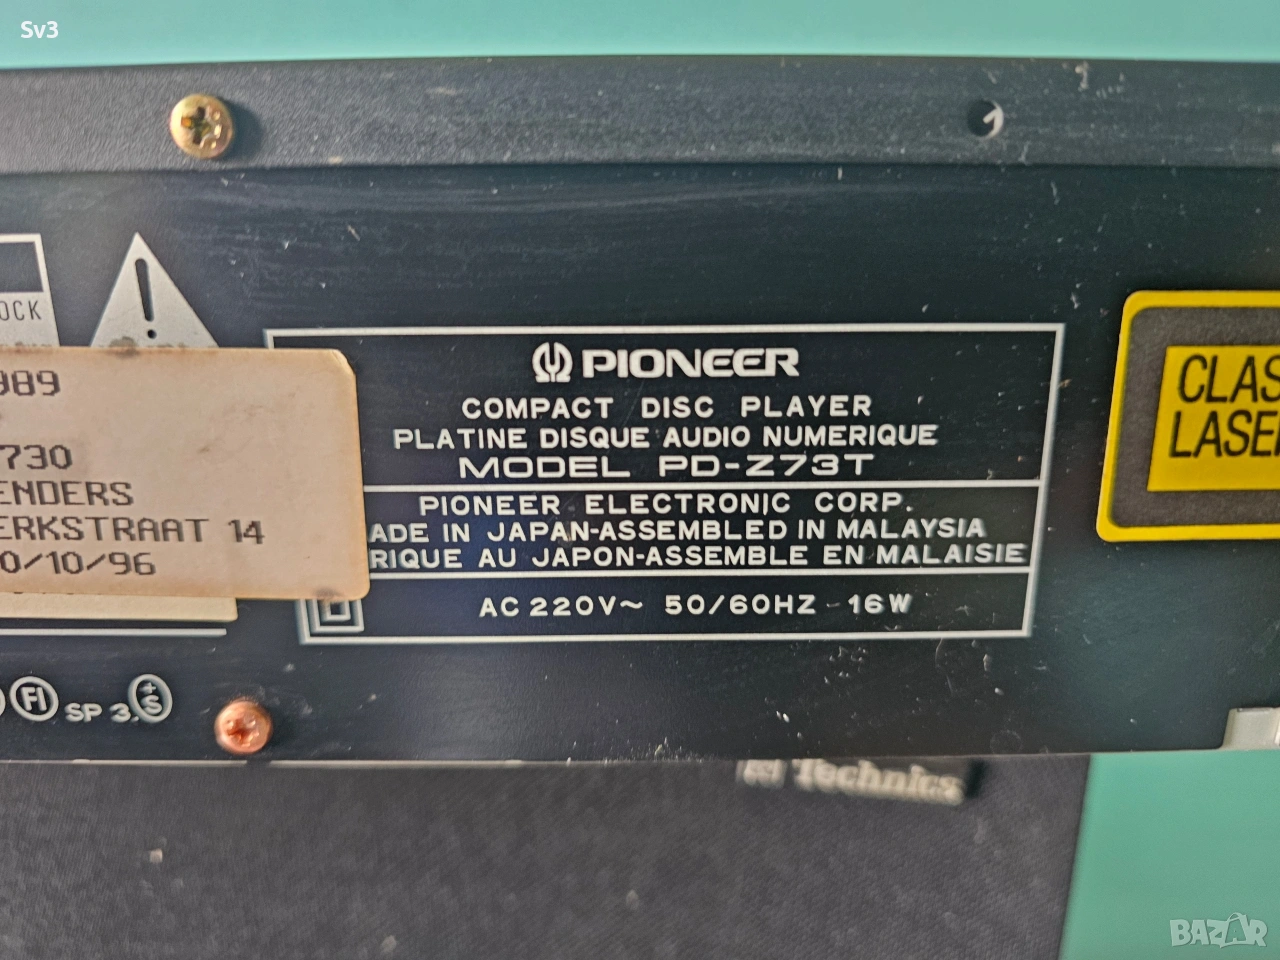 Sv3
OCK
PIONEER
COMPACT DISC PLAYER
PLATINE DISQUE AUDIO NUMERIQUE
MODEL PD-Z73T
PIONEER ELECTRONIC CORP.
ADE IN JAPAN-ASSEMBLED IN MALAYSIA
RIQUE AU JAPON-ASSEMBLE EN MALAISIE
AC 220V~ 50/60HZ 16W
989
730
ENDERS
ERKSTRAAT 14
0/10/96
CLAS
LASE
FI SP 3. +S
Technics
BAZAR